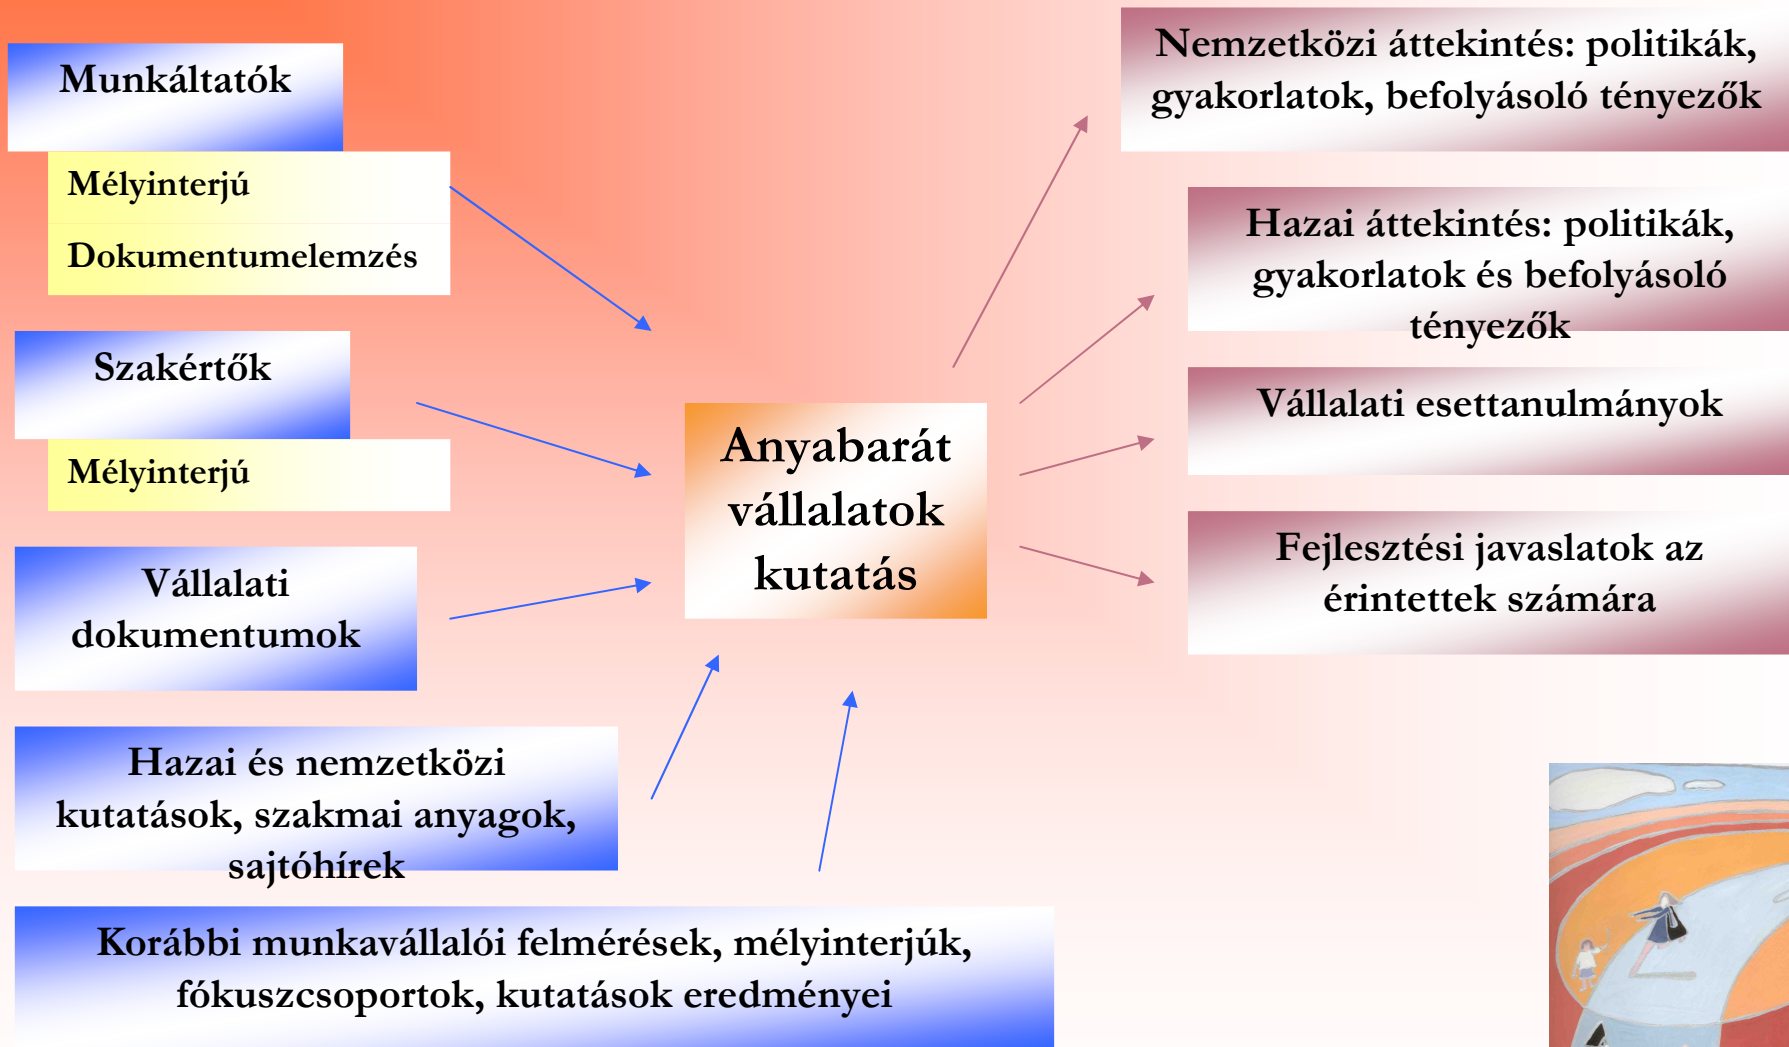 Munkáltatók
Mélyinterjú
Dokumentumelemzés
Szakértők
Mélyinterjú
Vállalati
dokumentumok
Hazai és nemzetközi
kutatások, szakmai anyagok,
sajtóhírek
Korábbi munkavállalói felmérések, mélyinterjúk,
fókuszcsoportok, kutatások eredményei
Anyabarát
vállalatok
kutatás
Nemzetközi áttekintés: politikák,
gyakorlatok, befolyásoló tényezők
Hazai áttekintés: politikák,
gyakorlatok és befolyásoló
tényezők
Vállalati esettanulmányok
Fejlesztési javaslatok az
érintettek számára